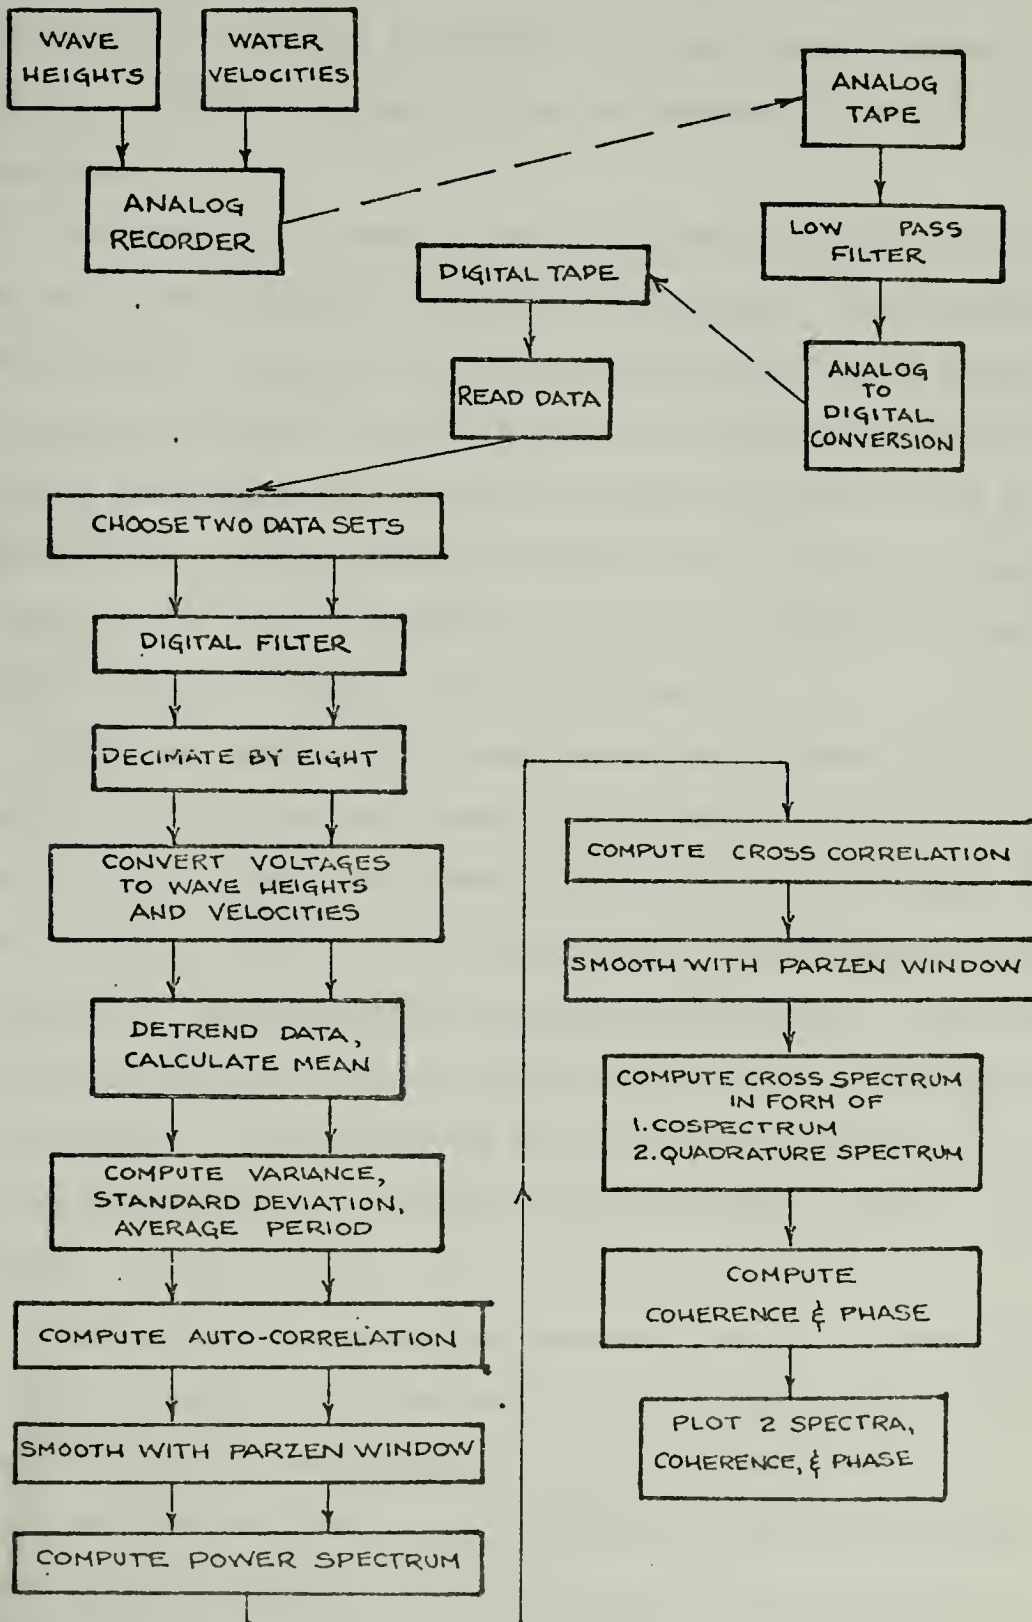 WAVE
HEIGHTS
WATER
VELOCITIES
ANALOG
RECORDER
ANALOG
TAPE
LOW PASS
FILTER
ANALOG
TO
DIGITAL
CONVERSION
DIGITAL TAPE
READ DATA
CHOOSE TWO DATA SETS
DIGITAL FILTER
DECIMATE BY EIGHT
CONVERT VOLTAGES
TO WAVE HEIGHTS
AND VELOCITIES
DETREND DATA,
CALCULATE MEAN
COMPUTE VARIANCE,
STANDARD DEVIATION,
AVERAGE PERIOD
COMPUTE AUTO-CORRELATION
SMOOTH WITH PARZEN WINDOW
COMPUTE POWER SPECTRUM
COMPUTE CROSS CORRELATION
SMOOTH WITH PARZEN WINDOW
COMPUTE CROSS SPECTRUM
IN FORM OF
1. COSPECTRUM
2. QUADRATURE SPECTRUM
COMPUTE
COHERENCE & PHASE
PLOT 2 SPECTRA,
COHERENCE, & PHASE